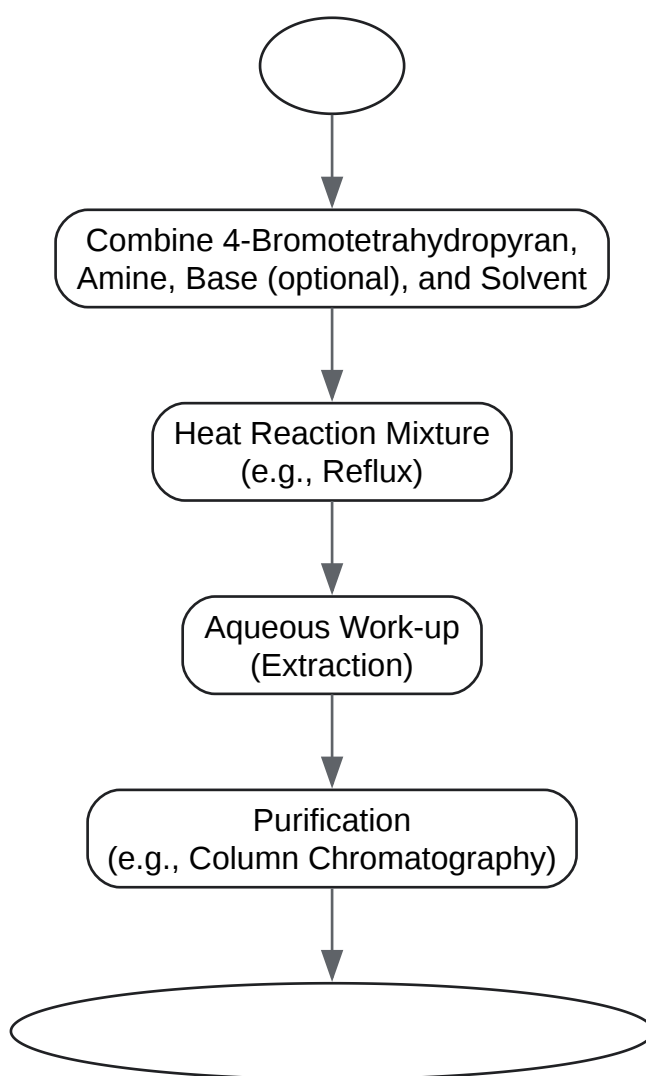 Combine 4-Bromotetrahydropyran,
Amine, Base (optional), and Solvent
Heat Reaction Mixture
(e.g., Reflux)
Aqueous Work-up
(Extraction)
Purification
(e.g., Column Chromatography)